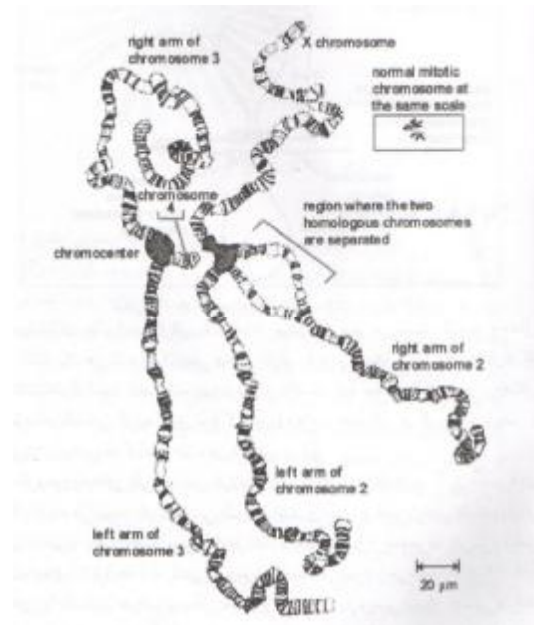 right arm of
chromosome 3
X chromosome
normal mitotic
chromosome at
the same scale
chromosome
4
region where the two
homologous chromosomes
are separated
chromocenter
right arm of
chromosome 2
left arm of
chromosome 2
left arm of
chromosome 3
20 μm